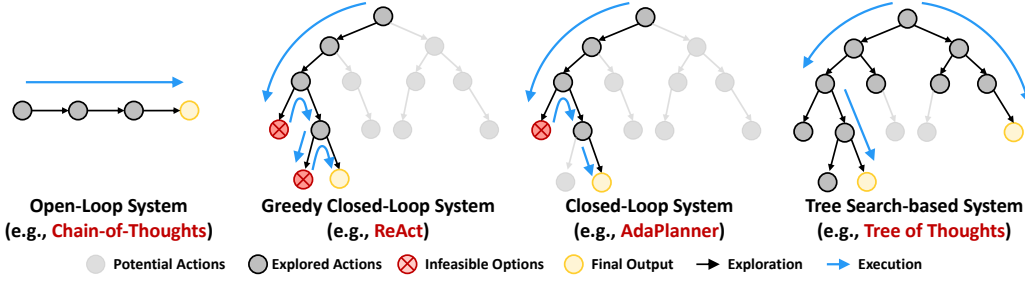 Open-Loop System
(e.g., Chain-of-Thoughts)
Greedy Closed-Loop System
(e.g., ReAct)
Closed-Loop System
(e.g., AdaPlanner)
Tree Search-based System
(e.g., Tree of Thoughts)
Potential Actions
Explored Actions
Infeasible Options
Final Output
Exploration
Execution